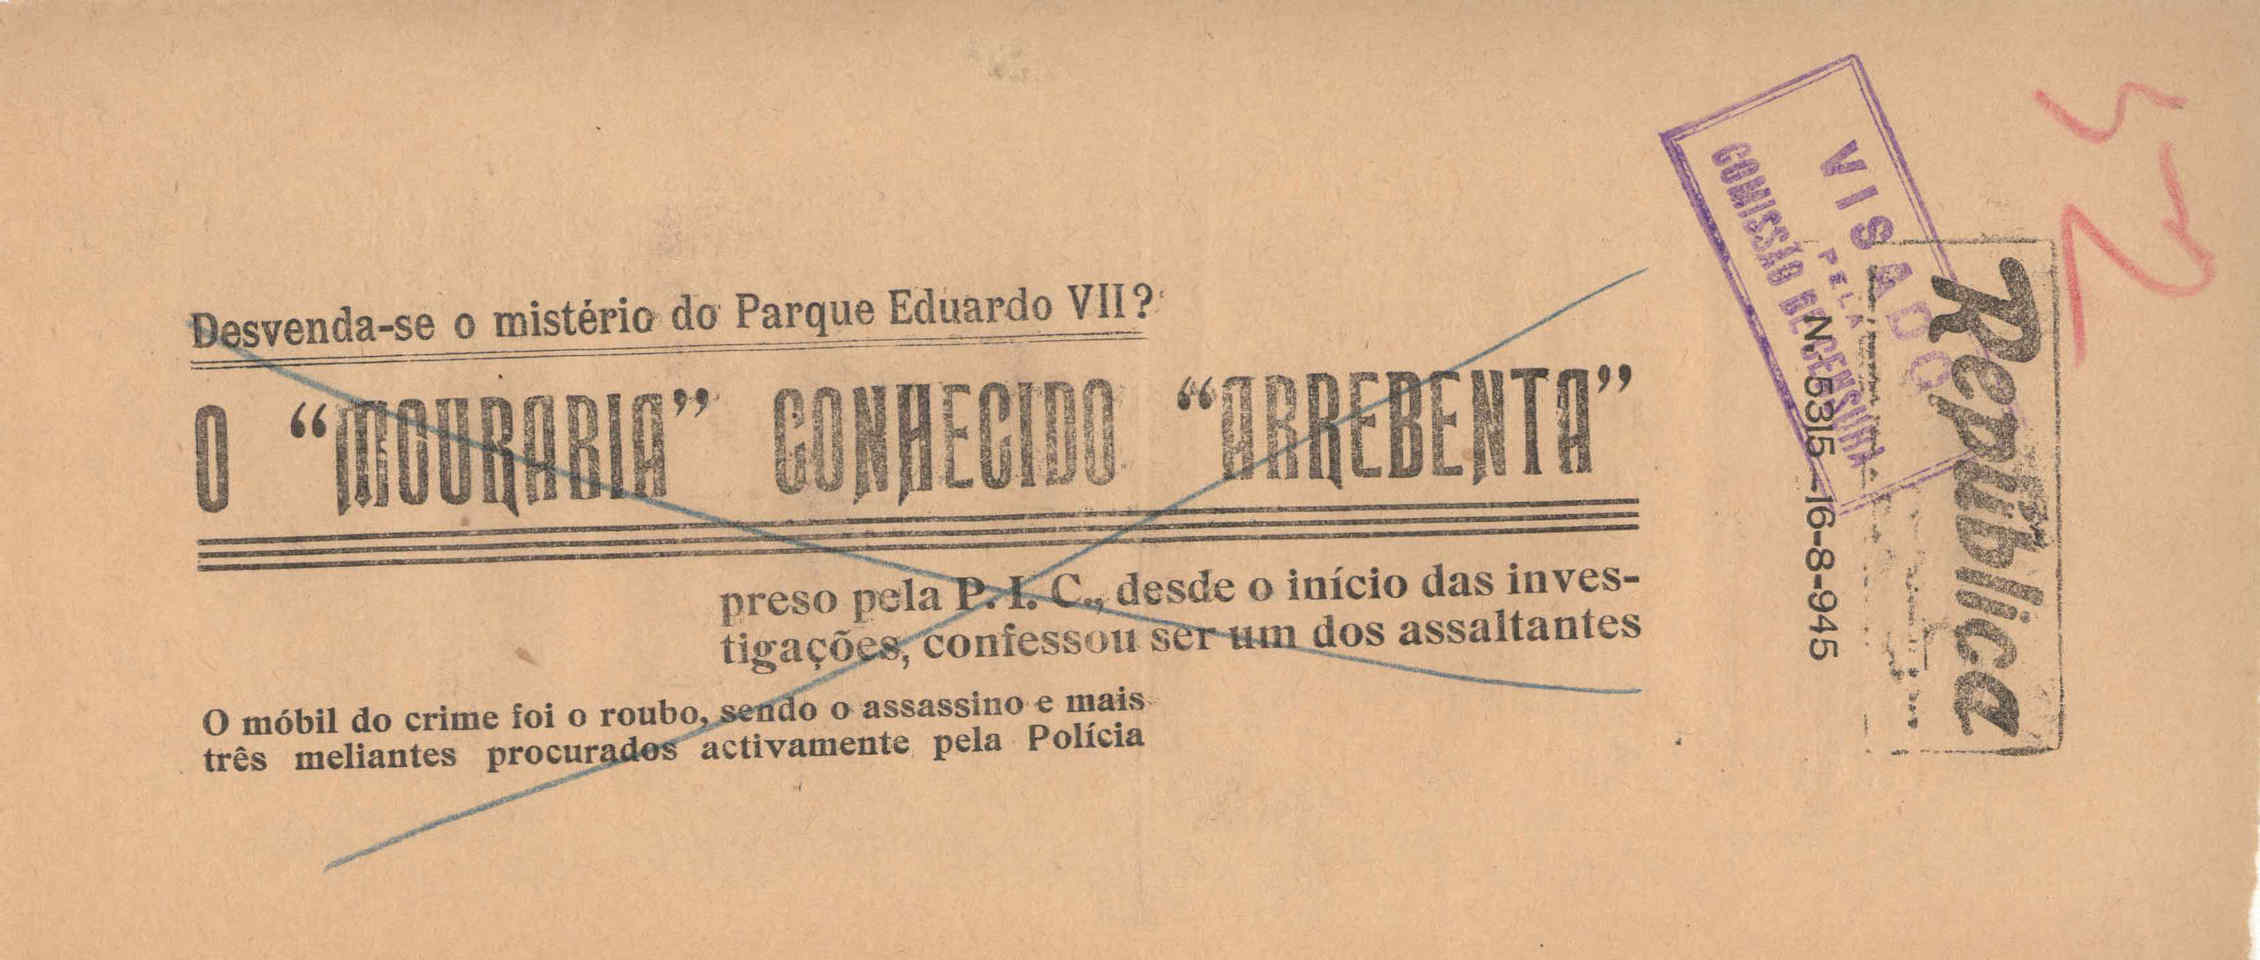 Desvenda-se o mistério do Parque Eduardo VII?
O “MOURABIA” CONHECIDO “ARREBENTA”
preso pela P. I. C., desde o início das inves-
tigações, confessou ser um dos assaltantes
O móbil do crime foi o roubo, sendo o assassino e mais
três meliantes procurados activamente pela Polícia
VISADO
PELA
COMISSÃO DE CENSURA
República
N. 5315 -16-8-945